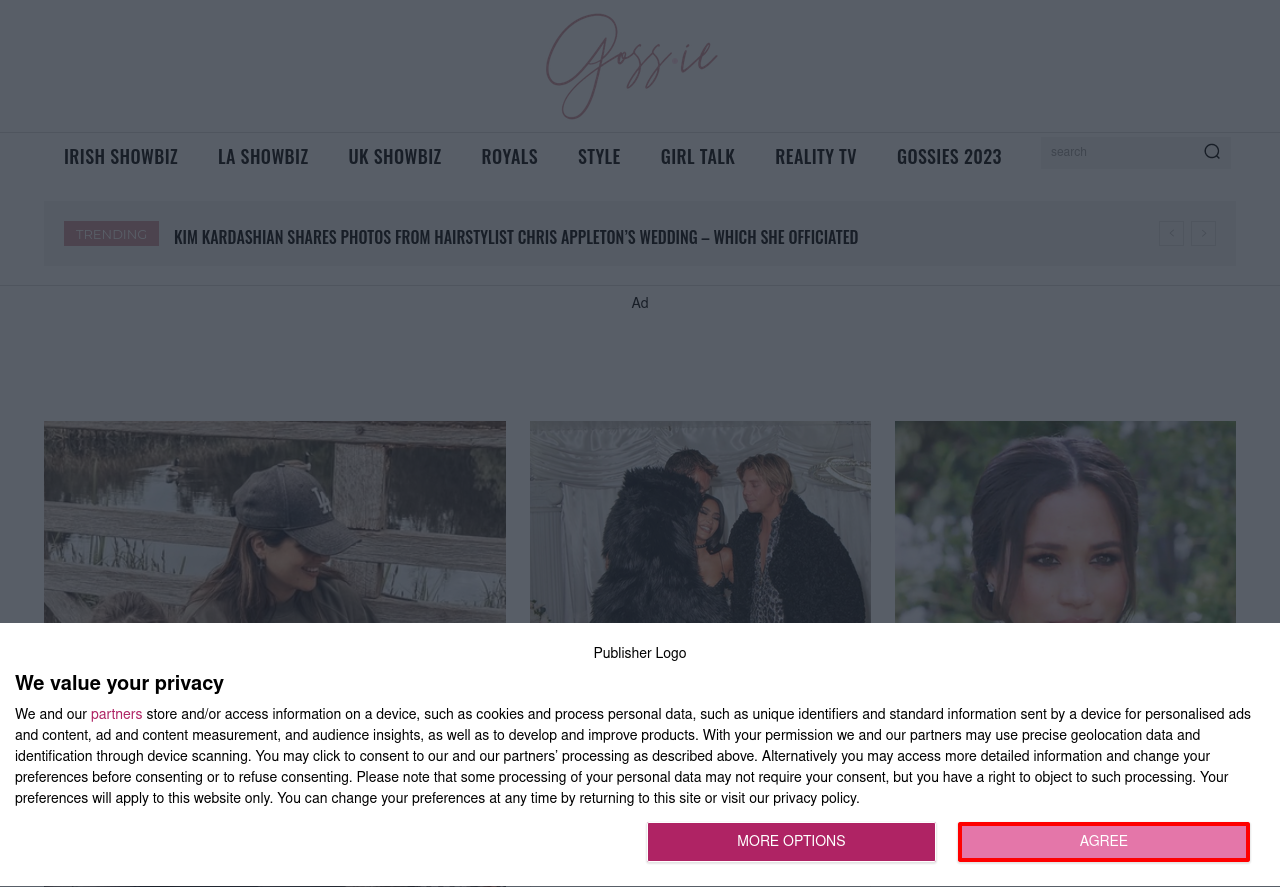 Goss.ie
IRISH SHOWBIZ LA SHOWBIZ UK SHOWBIZ ROYALS STYLE GIRL TALK REALITY TV GOSSIES 2023
search
TRENDING
KIM KARDASHIAN SHARES PHOTOS FROM HAIRSTYLIST CHRIS APPLETON’S WEDDING – WHICH SHE OFFICIATED
Ad
LA
Publisher Logo
We value your privacy
We and our partners store and/or access information on a device, such as cookies and process personal data, such as unique identifiers and standard information sent by a device for personalised ads
and content, ad and content measurement, and audience insights, as well as to develop and improve products. With your permission we and our partners may use precise geolocation data and
identification through device scanning. You may click to consent to our and our partners’ processing as described above. Alternatively you may access more detailed information and change your
preferences before consenting or to refuse consenting. Please note that some processing of your personal data may not require your consent, but you have a right to object to such processing. Your
preferences will apply to this website only. You can change your preferences at any time by returning to this site or visit our privacy policy.
MORE OPTIONS
AGREE